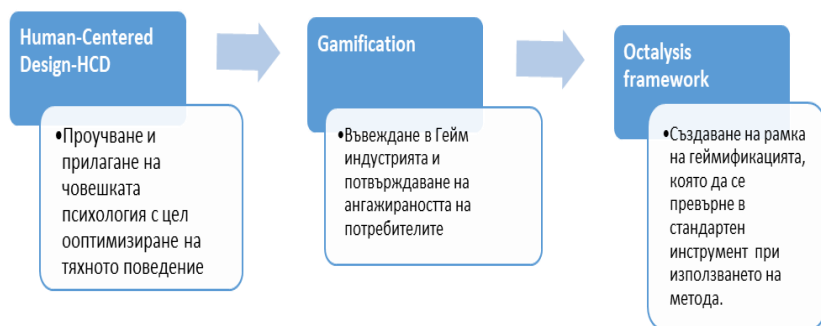 Human-Centered
Design-HCD
•Проучване и
прилагане на
човешката
психология с цел
ооптимизиране на
тяхното поведение
Gamification
•Въвеждане в Гейм
индустрията и
потвърждаване на
ангажираността на
потребителите
Octalysis
framework
•Създаване на рамка
на геймификацията,
която да се
превърне в
стандартен
инструмент при
използването на
метода.